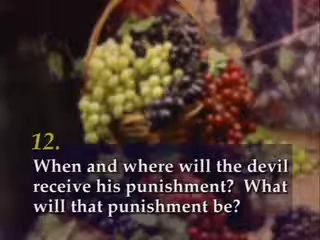 12.
When and where will the devil
receive his punishment?  What
will that punishment be?